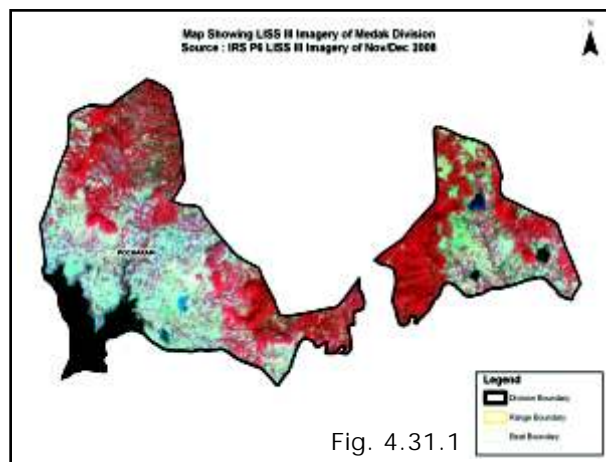 Map Showing LISS III Imagery of Medak Division
Source : IRS P6 LISS III Imagery of Nov/Dec 2008
N
POCHARAM
Legend
Division Boundary
Range Boundary
Beat Boundary
Fig. 4.31.1